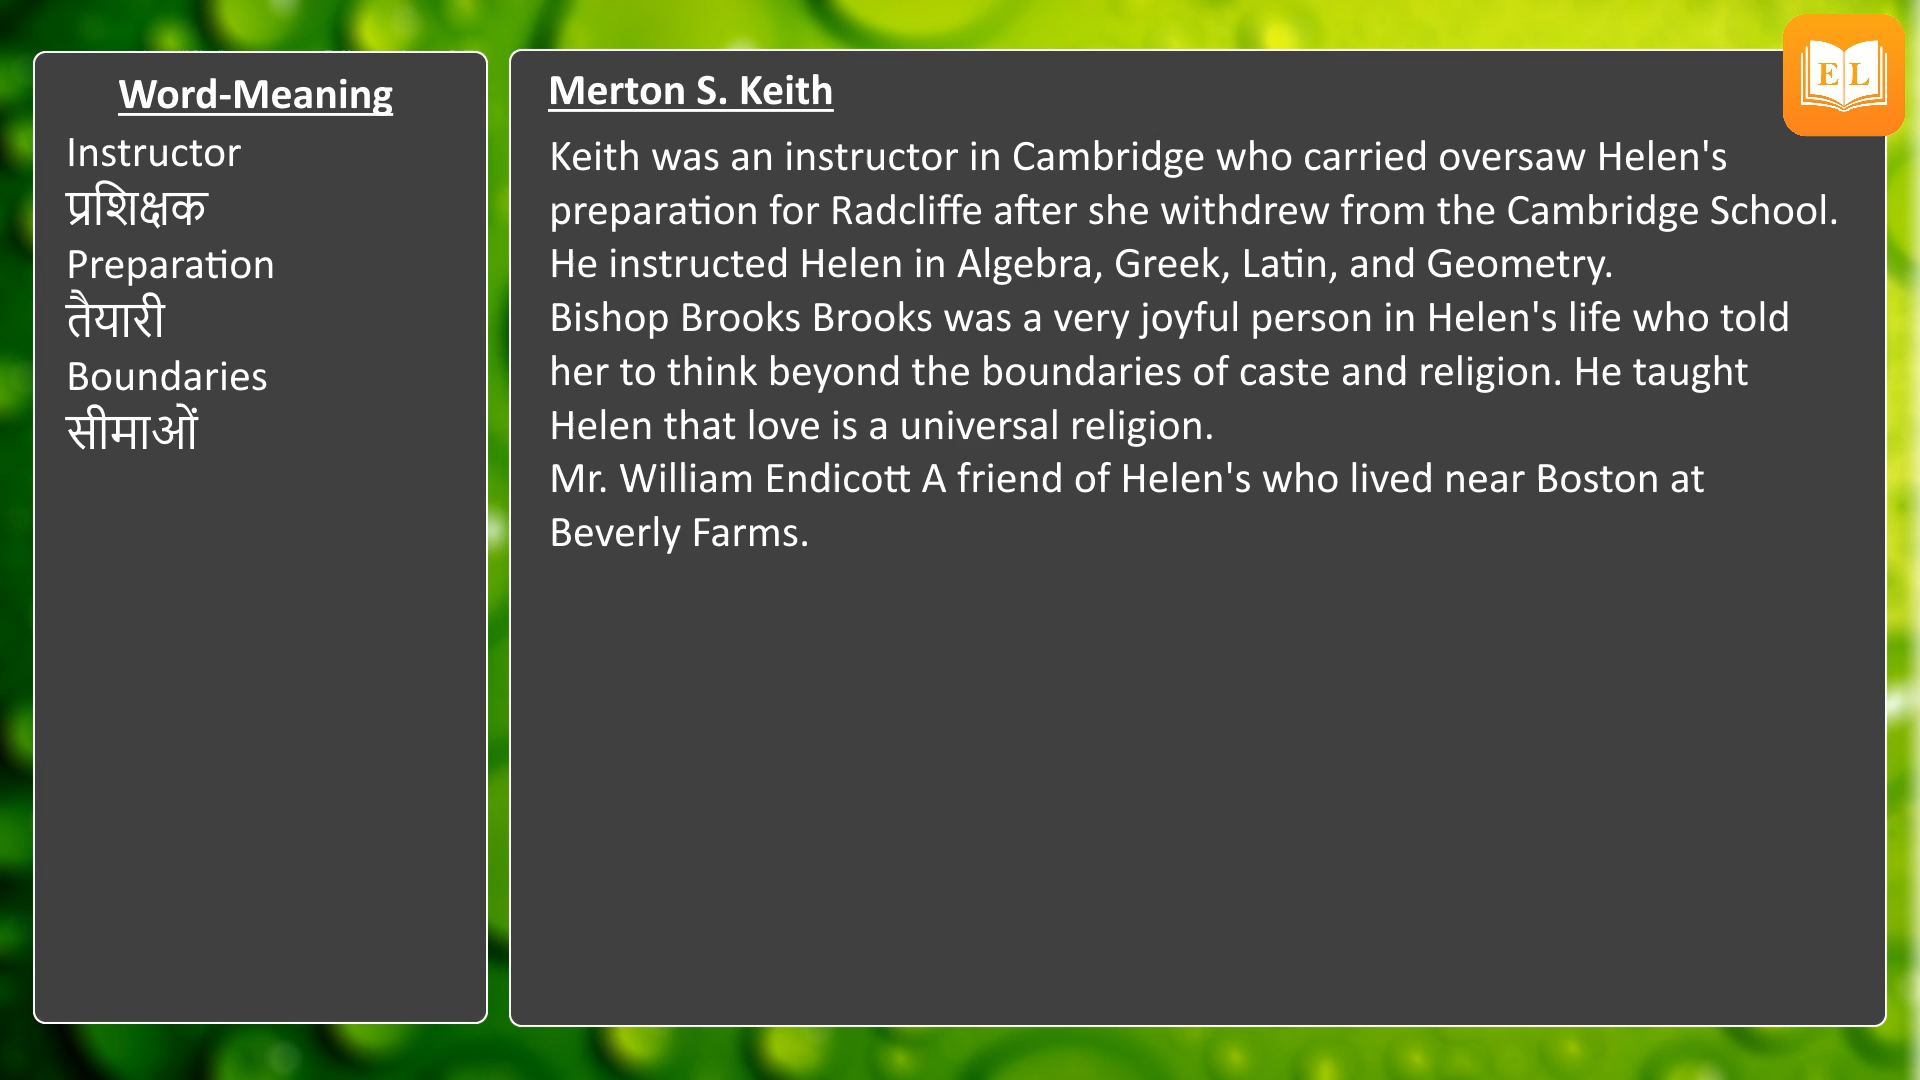 Word-Meaning
Instructor
प्रशिक्षक
Preparation
तैयारी
Boundaries
सीमाओं
Merton S. Keith
Keith was an instructor in Cambridge who carried oversaw Helen's
preparation for Radcliffe after she withdrew from the Cambridge School.
He instructed Helen in Algebra, Greek, Latin, and Geometry.
Bishop Brooks Brooks was a very joyful person in Helen's life who told
her to think beyond the boundaries of caste and religion. He taught
Helen that love is a universal religion.
Mr. William Endicott A friend of Helen's who lived near Boston at
Beverly Farms.
E L